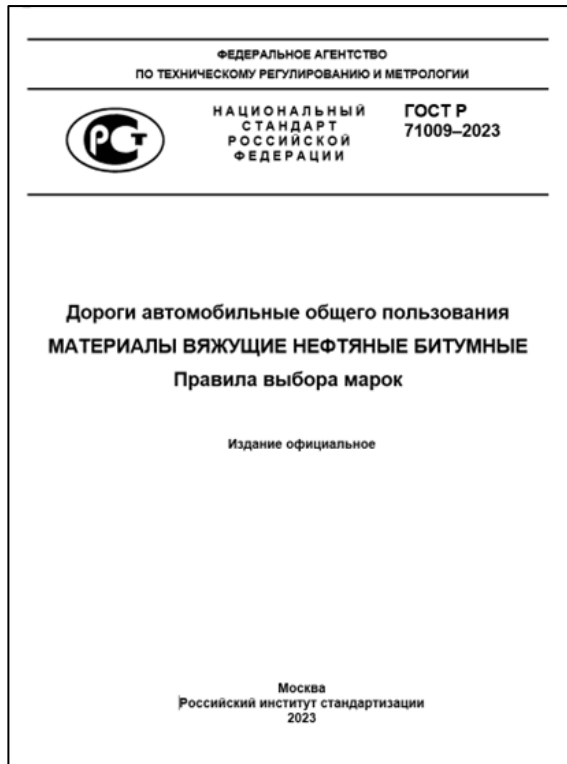 ФЕДЕРАЛЬНОЕ АГЕНТСТВО
ПО ТЕХНИЧЕСКОМУ РЕГУЛИРОВАНИЮ И МЕТРОЛОГИИ
РСТ
НАЦИОНАЛЬНЫЙ
СТАНДАРТ
РОССИЙСКОЙ
ФЕДЕРАЦИИ
ГОСТ Р
71009–2023
Дороги автомобильные общего пользования
МАТЕРИАЛЫ ВЯЖУЩИЕ НЕФТЯНЫЕ БИТУМНЫЕ
Правила выбора марок
Издание официальное
Москва
Российский институт стандартизации
2023